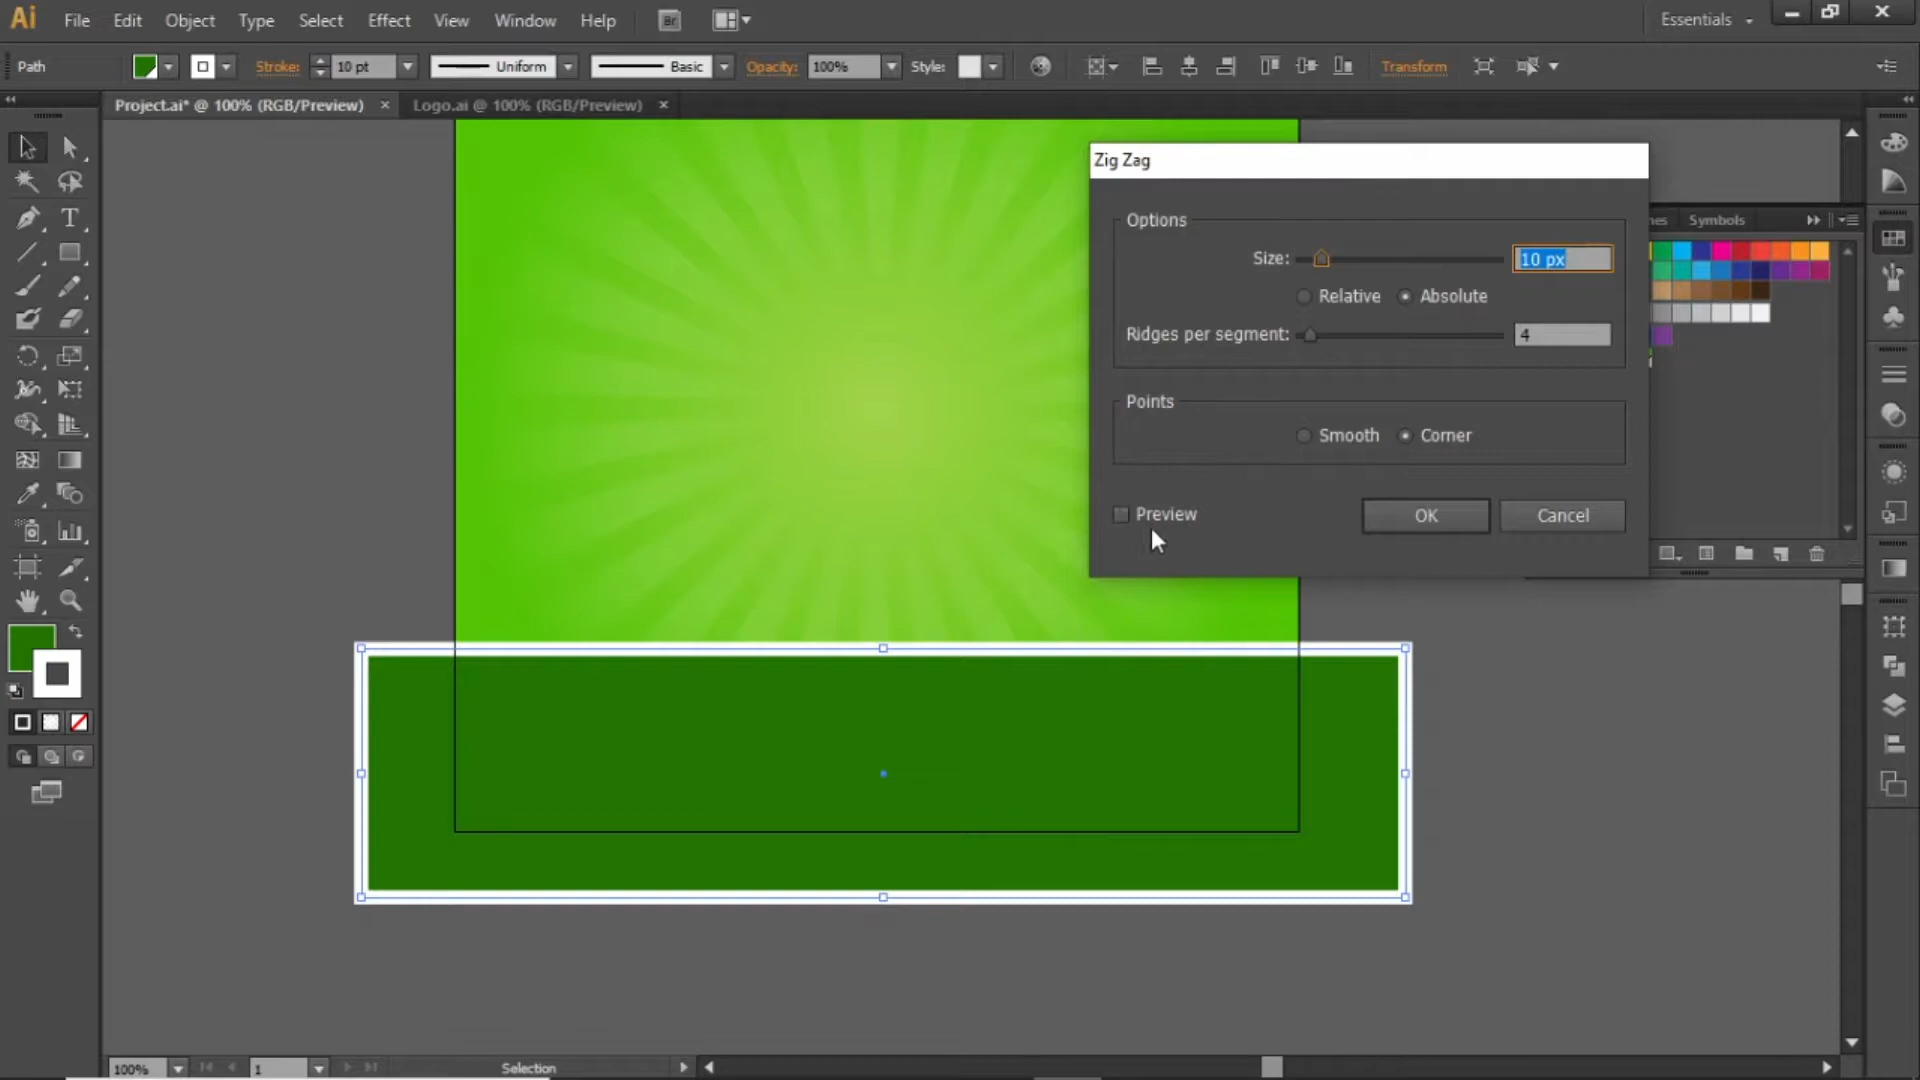 Ai File Edit Object Type Select Effect View Window Help Br Essentials
Path Stroke: 10 pt Uniform Basic Opacity: 100% Style: Transform
Project.ai* @ 100% (RGB/Preview) × Logo.ai @ 100% (RGB/Preview) ×
Zig Zag
Options
Symbols
Size: 10 px
Relative Absolute
Ridges per segment: 4
Points
Smooth Corner
Preview OK Cancel
T
100% 1 Selection